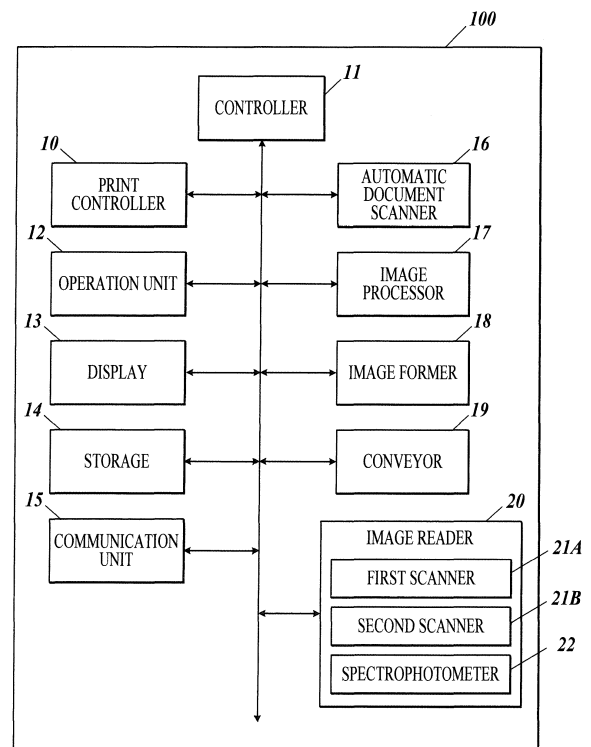 100
11
CONTROLLER
10
PRINT
CONTROLLER
16
AUTOMATIC
DOCUMENT
SCANNER
12
OPERATION UNIT
17
IMAGE
PROCESSOR
13
DISPLAY
18
IMAGE FORMER
14
STORAGE
19
CONVEYOR
15
COMMUNICATION
UNIT
20
IMAGE READER
21A
FIRST SCANNER
21B
SECOND SCANNER
22
SPECTROPHOTOMETER